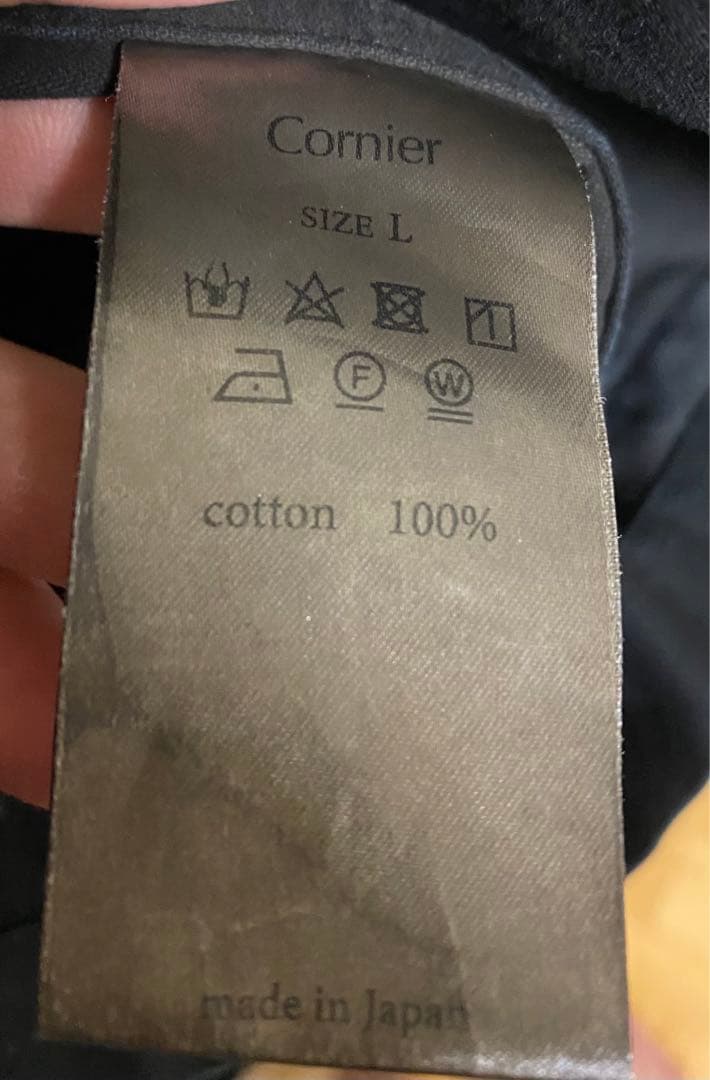 Cornier
SIZE L
F W
cotton 100%
made in Japan